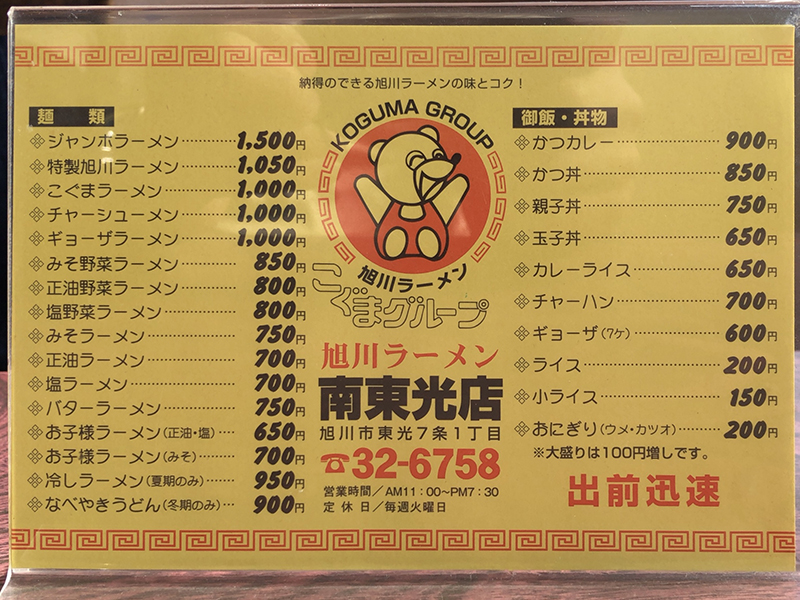 納得のできる旭川ラーメンの味とコク！
麺類
ジャンボラーメン 1,500円
特製旭川ラーメン 1,050円
こぐまラーメン 1,000円
チャーシューメン 1,000円
ギョーザラーメン 1,000円
みそ野菜ラーメン 850円
正油野菜ラーメン 800円
塩野菜ラーメン 800円
みそラーメン 750円
正油ラーメン 700円
塩ラーメン 700円
バターラーメン 750円
お子様ラーメン(正油・塩) 650円
お子様ラーメン(みそ) 700円
冷しラーメン(夏期のみ) 950円
なべやきうどん(冬期のみ) 900円
KOGUMA GROUP
旭川ラーメン
こぐまグループ
旭川ラーメン
南東光店
旭川市東光7条1丁目
☎32-6758
営業時間／AM11：00〜PM7：30
定休日／毎週火曜日
御飯・丼物
かつカレー 900円
かつ丼 850円
親子丼 750円
玉子丼 650円
カレーライス 650円
チャーハン 700円
ギョーザ(7ケ) 600円
ライス 200円
小ライス 150円
おにぎり(ウメ・カツオ) 200円
※大盛りは100円増しです。
出前迅速